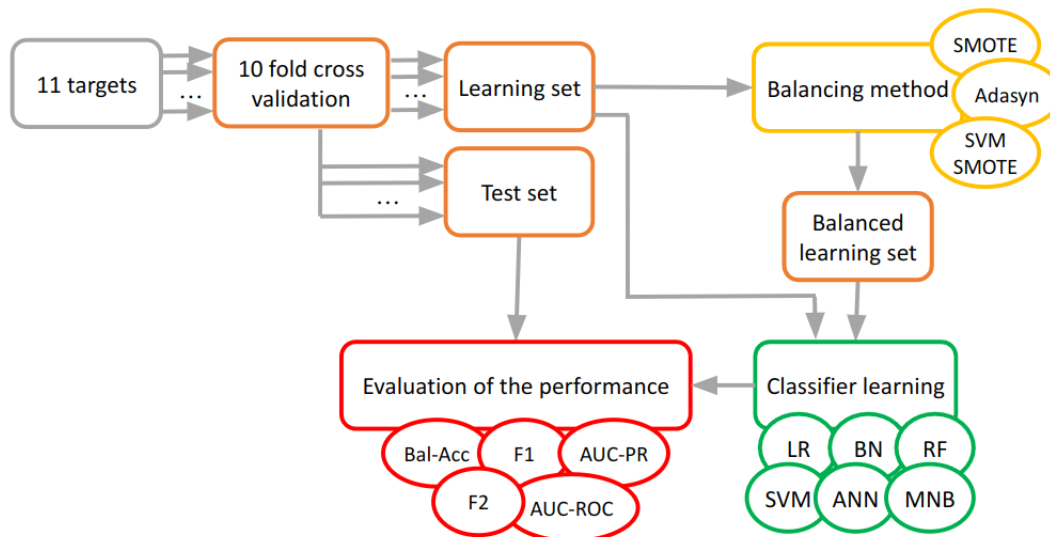 11 targets
…
10 fold cross
validation
…
Learning set
Balancing method
SMOTE
Adasyn
SVM
SMOTE
Test set
…
Balanced
learning set
Evaluation of the performance
Bal-Acc
F1
AUC-PR
F2
AUC-ROC
Classifier learning
LR
BN
RF
SVM
ANN
MNB